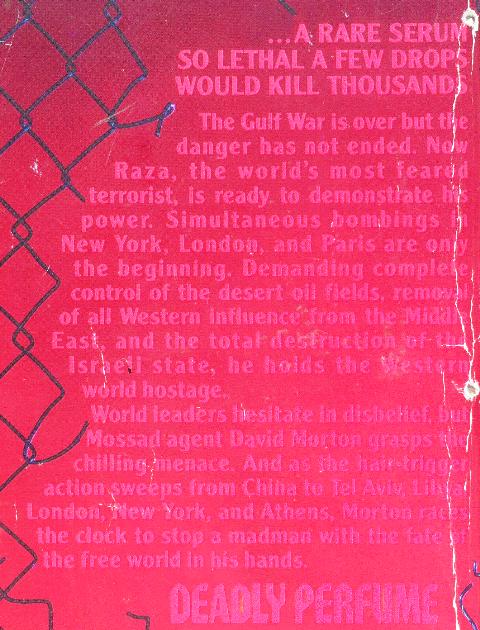 ...A RARE SERUM
SO LETHAL A FEW DROPS
WOULD KILL THOUSANDS
The Gulf War is over but the
danger has not ended. Now
Raza, the world's most feared
terrorist, is ready to demonstrate his
power. Simultaneous bombings in
New York, London, and Paris are only
the beginning. Demanding complete
control of the desert oil fields, removal
of all Western influence from the Middle
East, and the total destruction of the
Israeli state, he holds the Western
world hostage.
World leaders hesitate in disbelief, but
Mossad agent David Morton grasps the
chilling menace. And as the hair-trigger
action sweeps from China to Tel Aviv, Libya,
London, New York, and Athens, Morton races
the clock to stop a madman with the fate of
the free world in his hands.
DEADLY PERFUME